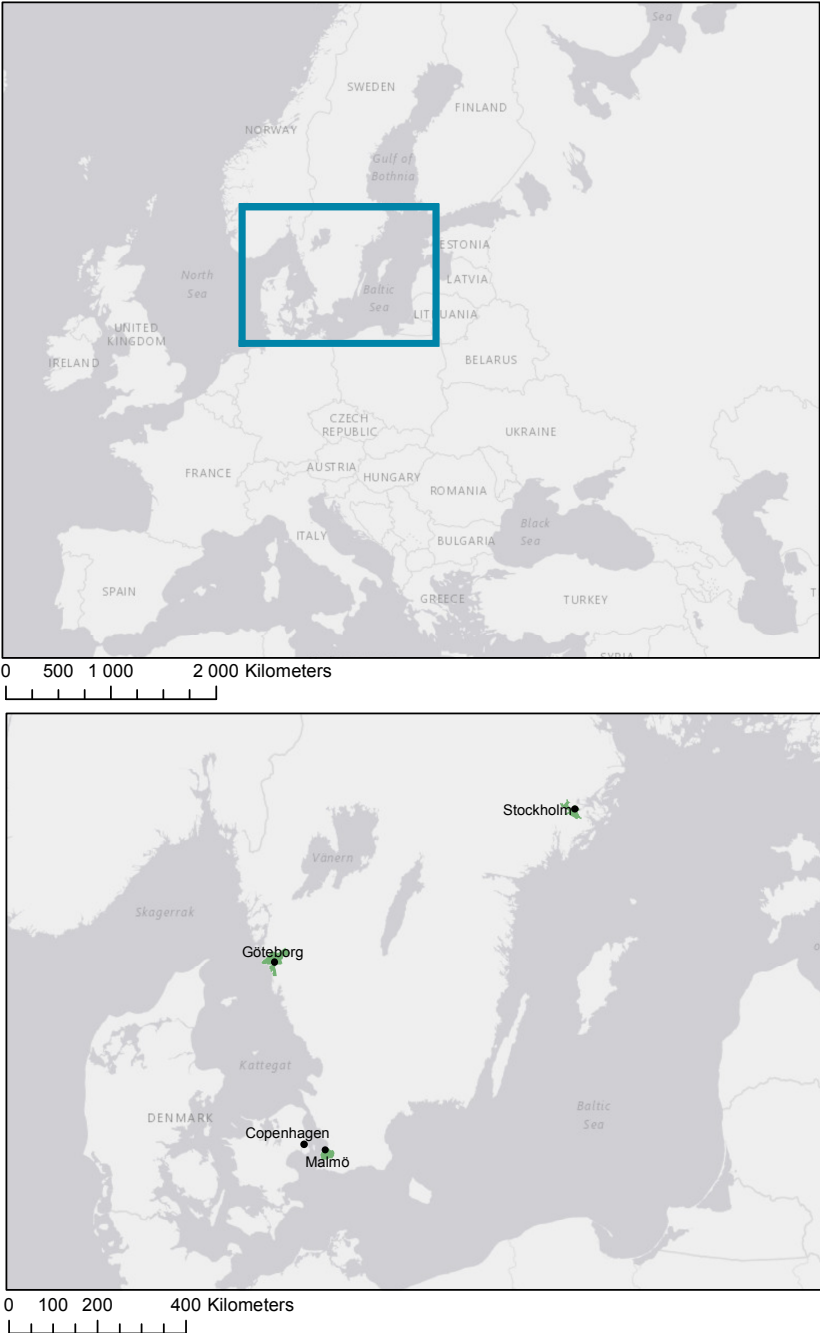 Sea
SWEDEN
FINLAND
NORWAY
Gulf of
Bothnia
ESTONIA
North
Sea
LATVIA
Baltic
Sea
LITHUANIA
UNITED
KINGDOM
IRELAND
BELARUS
CZECH
REPUBLIC
UKRAINE
FRANCE
AUSTRIA
HUNGARY
ROMANIA
Black
Sea
ITALY
BULGARIA
SPAIN
GREECE
TURKEY
T
SYRIA
0 500 1 000 2 000 Kilometers
Stockholm
Vänern
Skagerrak
Göteborg
Kattegat
Baltic
Sea
DENMARK
Copenhagen
Malmö
0 100 200 400 Kilometers